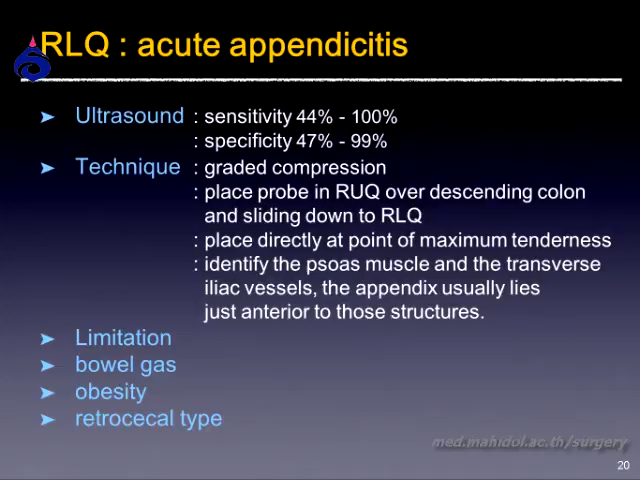 RLQ : acute appendicitis
➤ Ultrasound : sensitivity 44% - 100%
: specificity 47% - 99%
➤ Technique : graded compression
: place probe in RUQ over descending colon
and sliding down to RLQ
: place directly at point of maximum tenderness
: identify the psoas muscle and the transverse
iliac vessels, the appendix usually lies
just anterior to those structures.
➤ Limitation
➤ bowel gas
➤ obesity
➤ retrocecal type
med.mahidol.ac.th/surgery
20